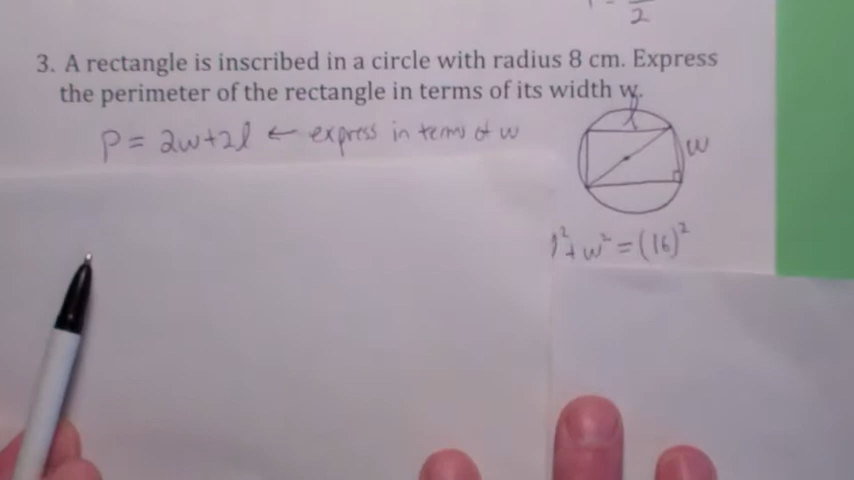 2
3. A rectangle is inscribed in a circle with radius 8 cm. Express
the perimeter of the rectangle in terms of its width w.
P = 2w+2l ← express in terms of w
l
w
l²+w² = (16)²